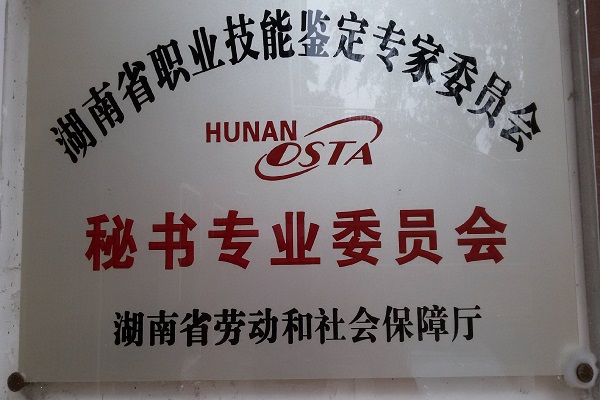 湖南省职业技能鉴定专家委员会
HUNAN
OSTA
秘书专业委员会
湖南省劳动和社会保障厅